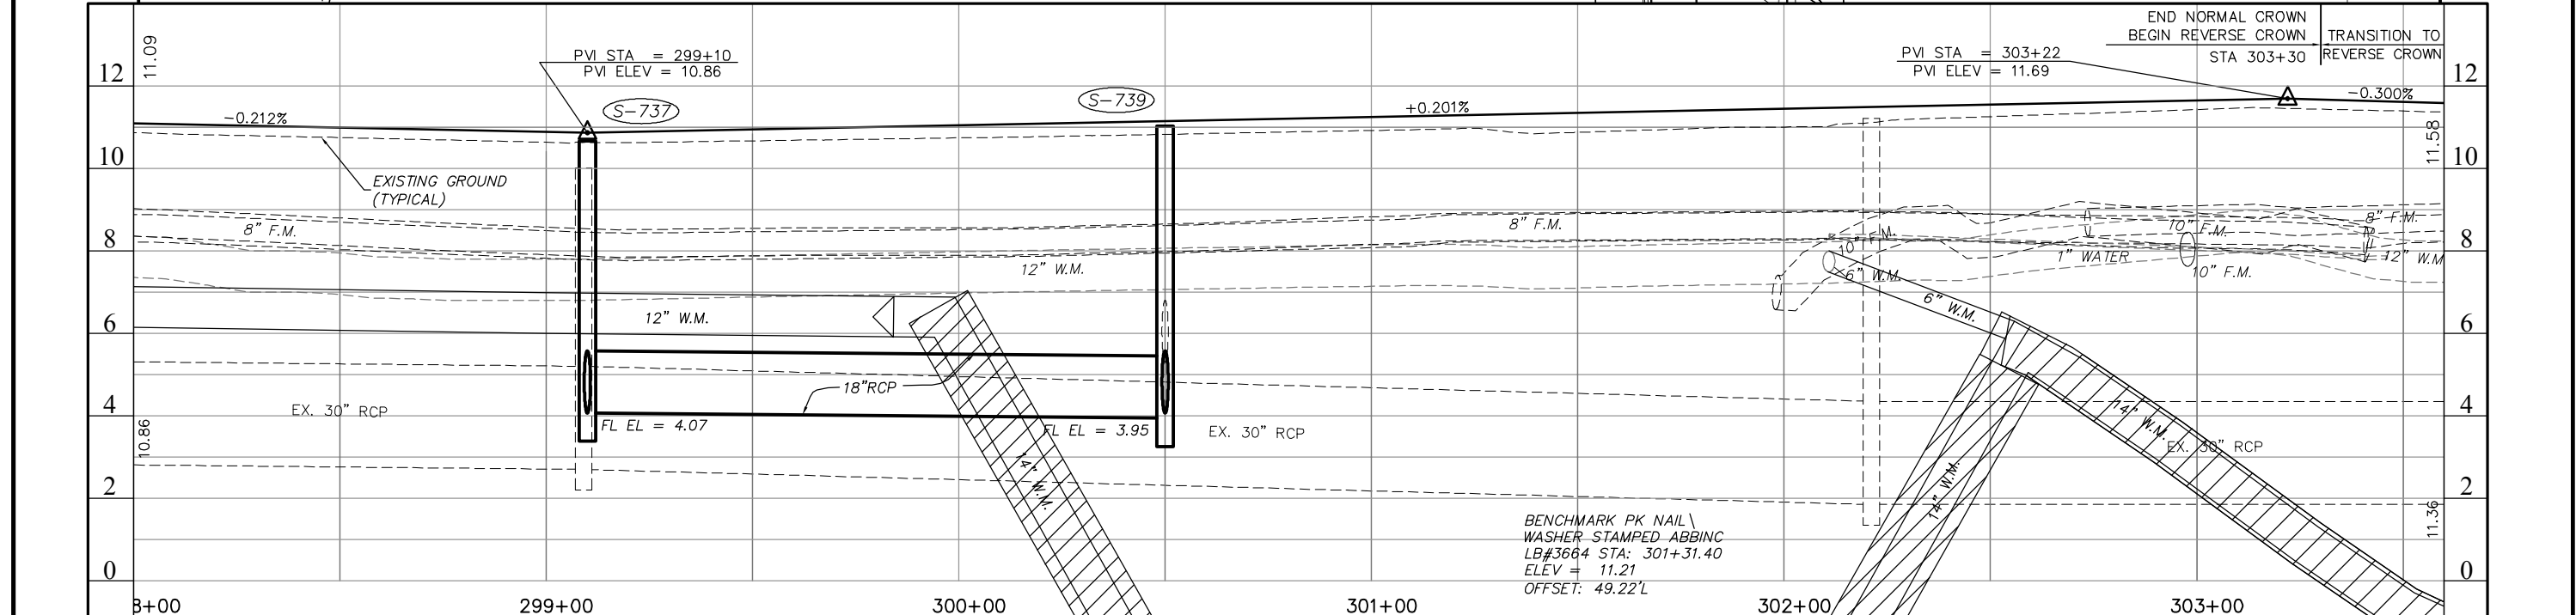 END NORMAL CROWN
BEGIN REVERSE CROWN
STA 303+30
TRANSITION TO
REVERSE CROWN
11.09
PVI STA = 299+10
PVI ELEV = 10.86
PVI STA = 303+22
PVI ELEV = 11.69
12
12
S-737
S-739
-0.212%
+0.201%
-0.300%
11.58
10
10
EXISTING GROUND
(TYPICAL)
8" F.M.
8" F.M.
8" F.M.
10" F.M.
10" F.M.
8
8
12" W.M.
1" WATER
12" W.M
10" F.M.
6" W.M.
6" W.M.
12" W.M.
6
6
18"RCP
4
4
EX. 30" RCP
10.86
FL EL = 4.07
FL EL = 3.95
EX. 30" RCP
14" W.M.
EX. 30" RCP
14" W.M.
14" W.M.
2
2
11.36
BENCHMARK PK NAIL\
WASHER STAMPED ABBINC
LB#3664 STA: 301+31.40
ELEV = 11.21
OFFSET: 49.22'L
0
0
8+00
299+00
300+00
301+00
302+00
303+00